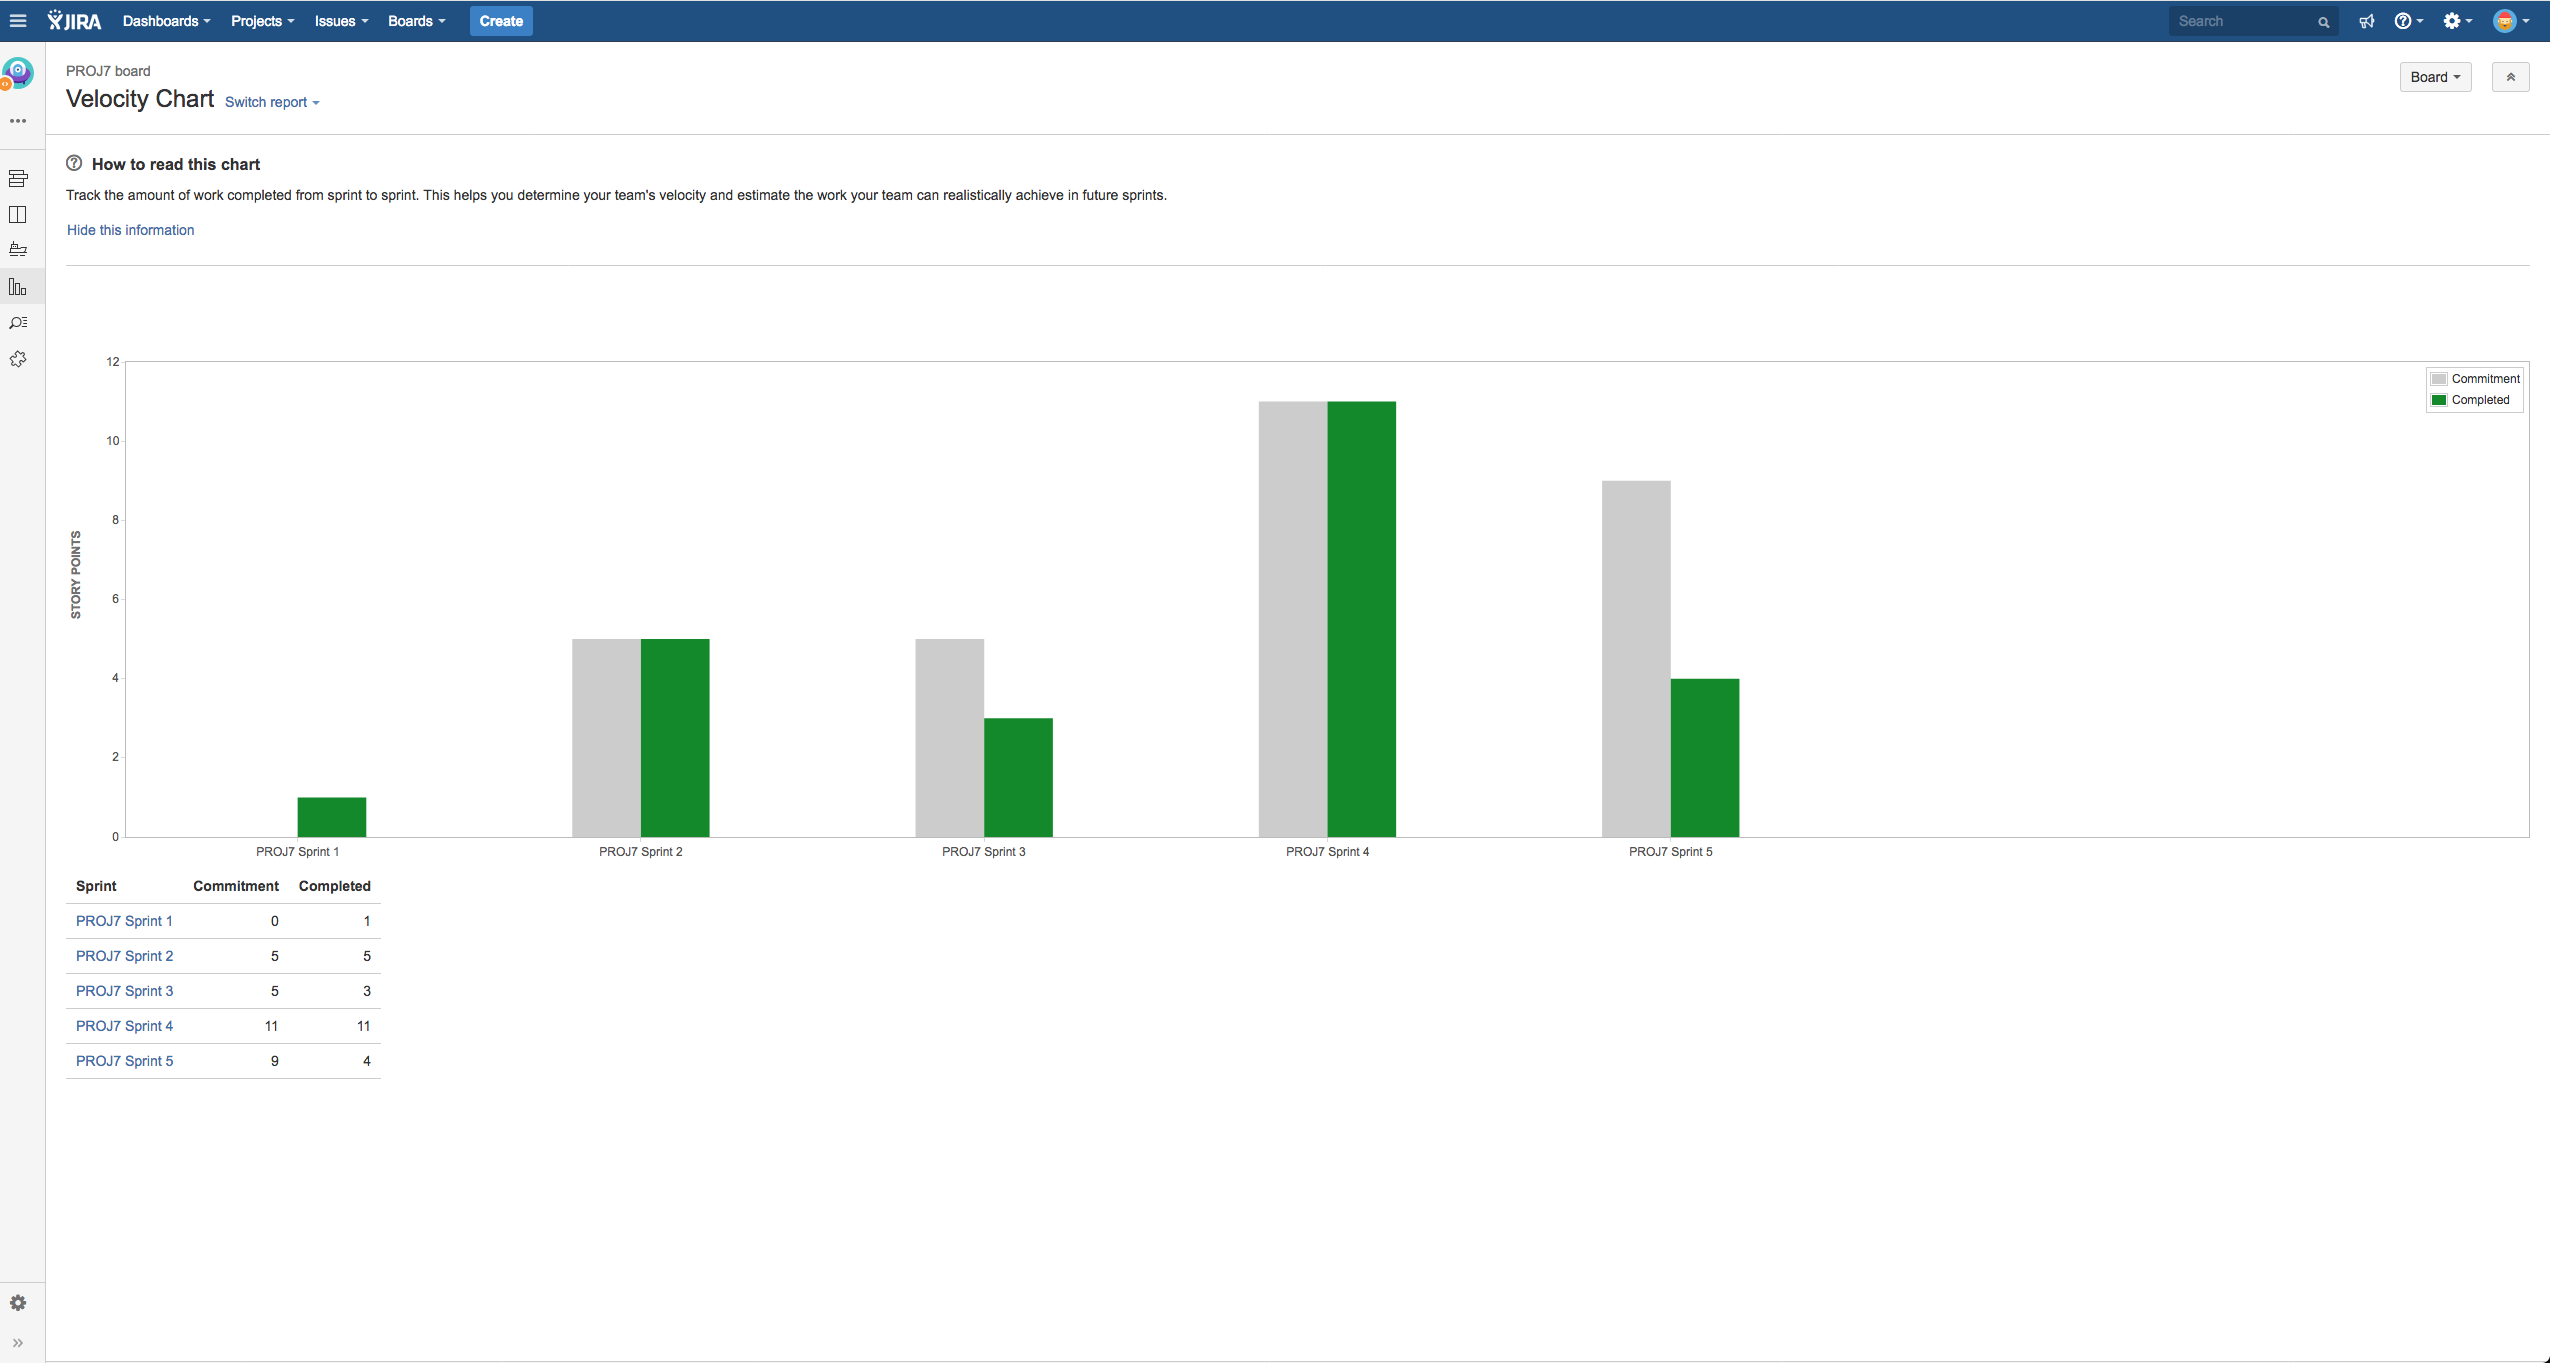 JIRA Dashboards Projects Issues Boards Create Search
PROJ7 board
Velocity Chart Switch report
Board
How to read this chart
Track the amount of work completed from sprint to sprint. This helps you determine your team's velocity and estimate the work your team can realistically achieve in future sprints.
Hide this information
12
10
8
6
4
2
0
STORY POINTS
Commitment
Completed
PROJ7 Sprint 1 PROJ7 Sprint 2 PROJ7 Sprint 3 PROJ7 Sprint 4 PROJ7 Sprint 5
Sprint Commitment Completed
PROJ7 Sprint 1 0 1
PROJ7 Sprint 2 5 5
PROJ7 Sprint 3 5 3
PROJ7 Sprint 4 11 11
PROJ7 Sprint 5 9 4